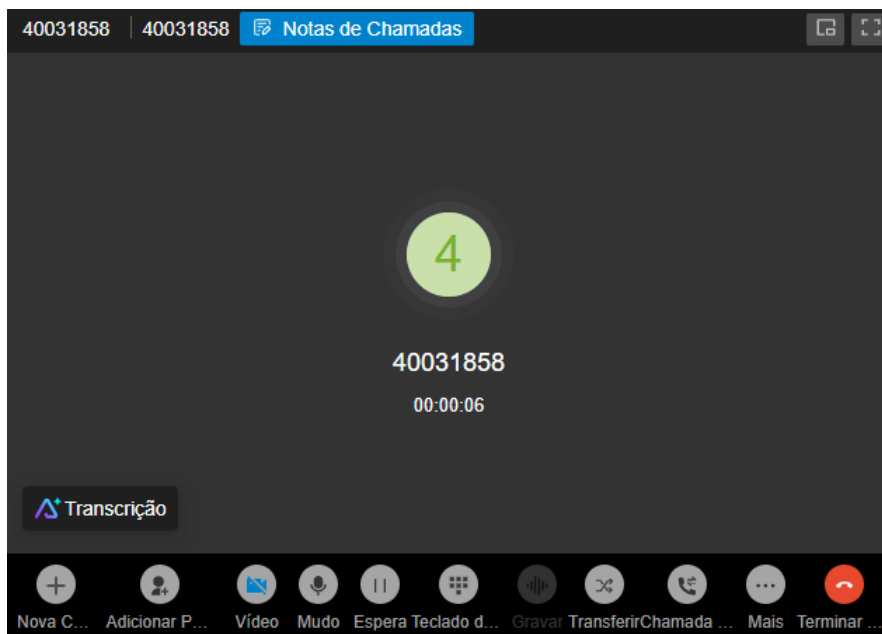 40031858 40031858 Notas de Chamadas
4
40031858
00:00:06
Transcrição
Nova C... Adicionar P... Vídeo Mudo Espera Teclado d... Gravar Transferir Chamada ... Mais Terminar ...